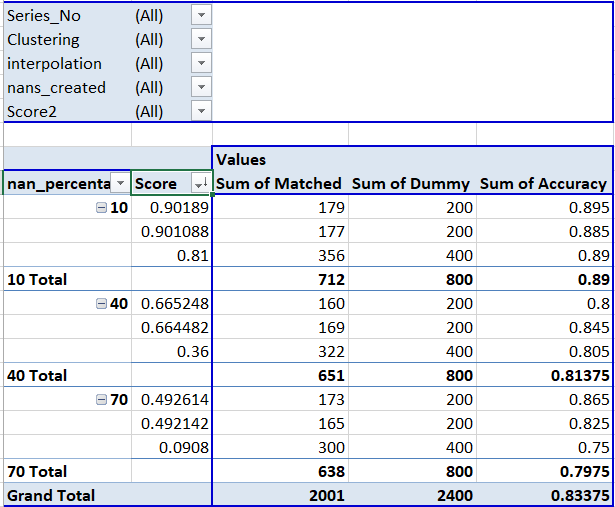 Series_No (All)
Clustering (All)
interpolation (All)
nans_created (All)
Score2 (All)
Values
nan_percenta Score Sum of Matched Sum of Dummy Sum of Accuracy
10 0.90189 179 200 0.895
0.901088 177 200 0.885
0.81 356 400 0.89
10 Total 712 800 0.89
40 0.665248 160 200 0.8
0.664482 169 200 0.845
0.36 322 400 0.805
40 Total 651 800 0.81375
70 0.492614 173 200 0.865
0.492142 165 200 0.825
0.0908 300 400 0.75
70 Total 638 800 0.7975
Grand Total 2001 2400 0.83375